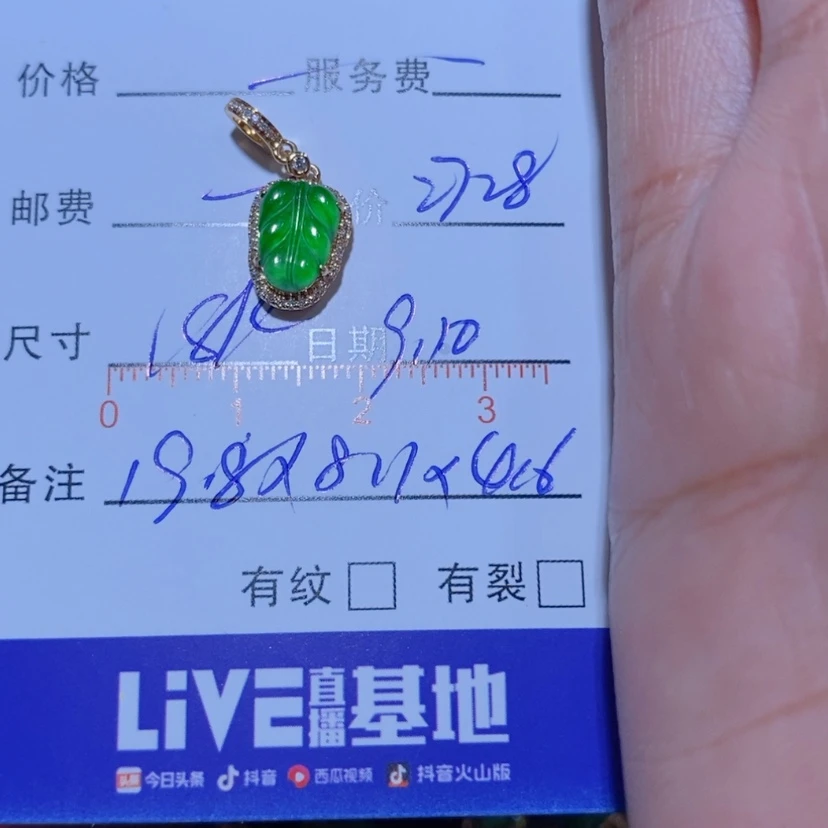 价格 服务费
邮费 价 2728
尺寸 18K 日期 9.10
0 1 2 3
备注 19.8x8.7x4.6
有纹 有裂
LiVE直播基地
今日头条 抖音 西瓜视频 抖音火山版